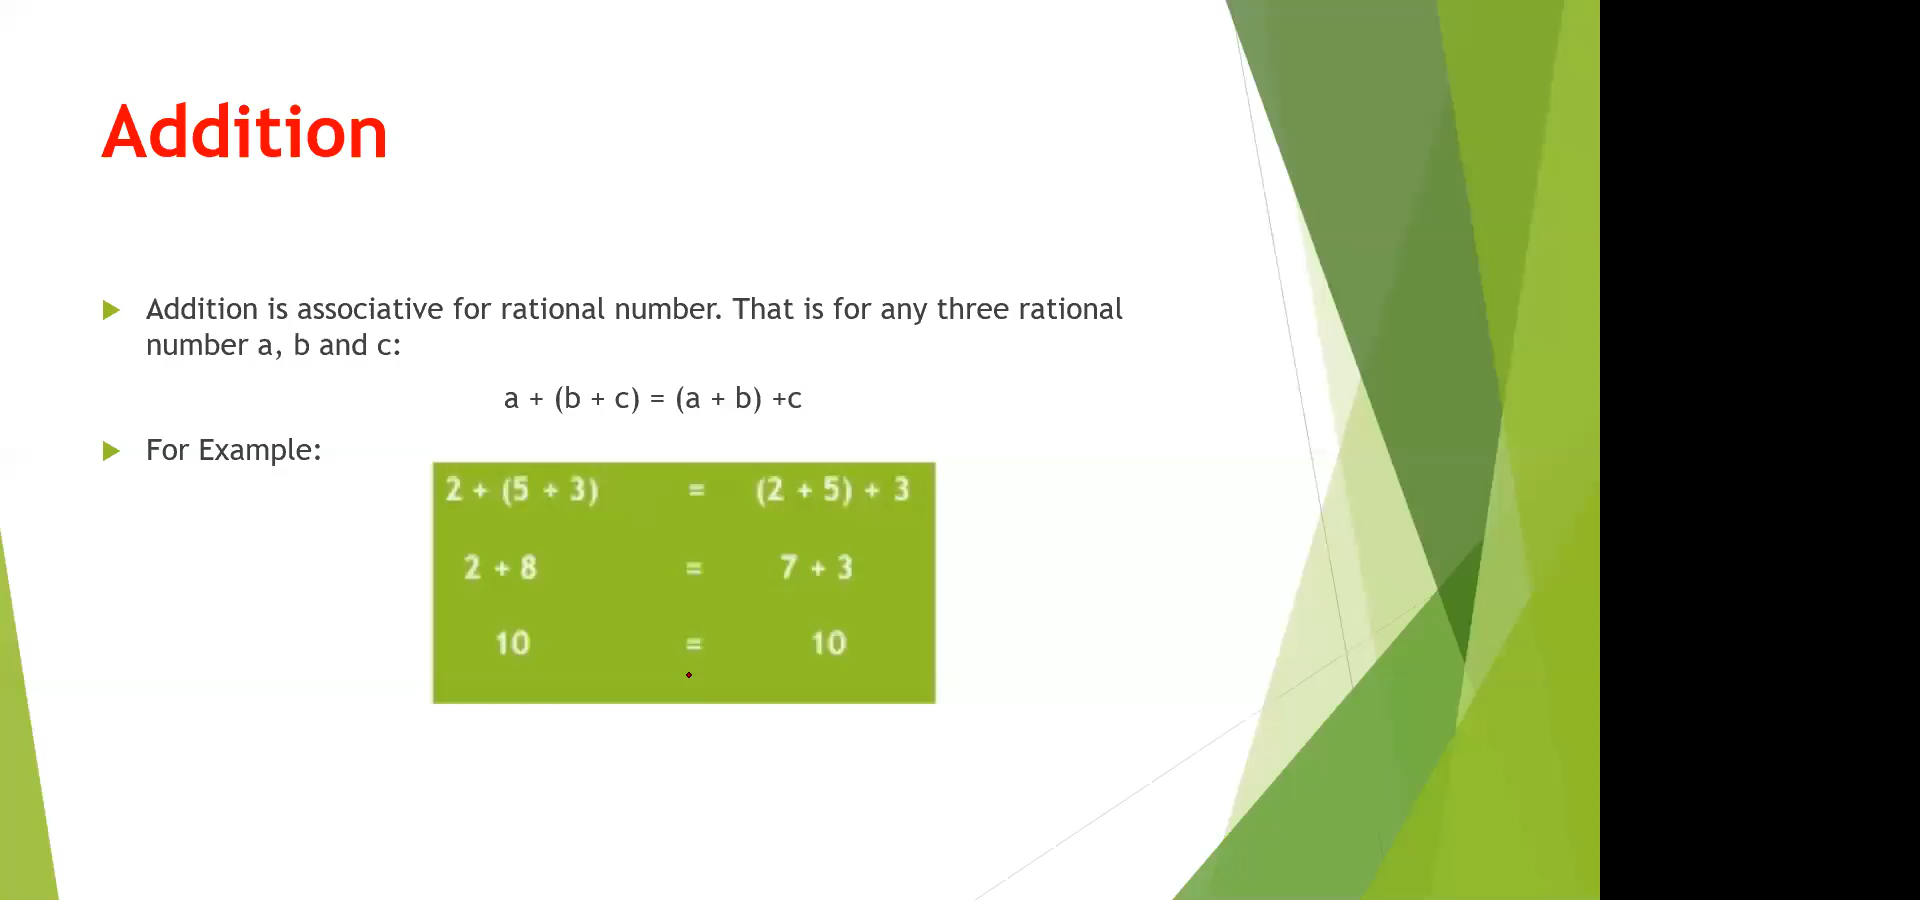 Addition
Addition is associative for rational number. That is for any three rational
number a, b and c:
a + (b + c) = (a + b) +c
For Example:
2 + (5 + 3) = (2 + 5) + 3
2 + 8 = 7 + 3
10 = 10